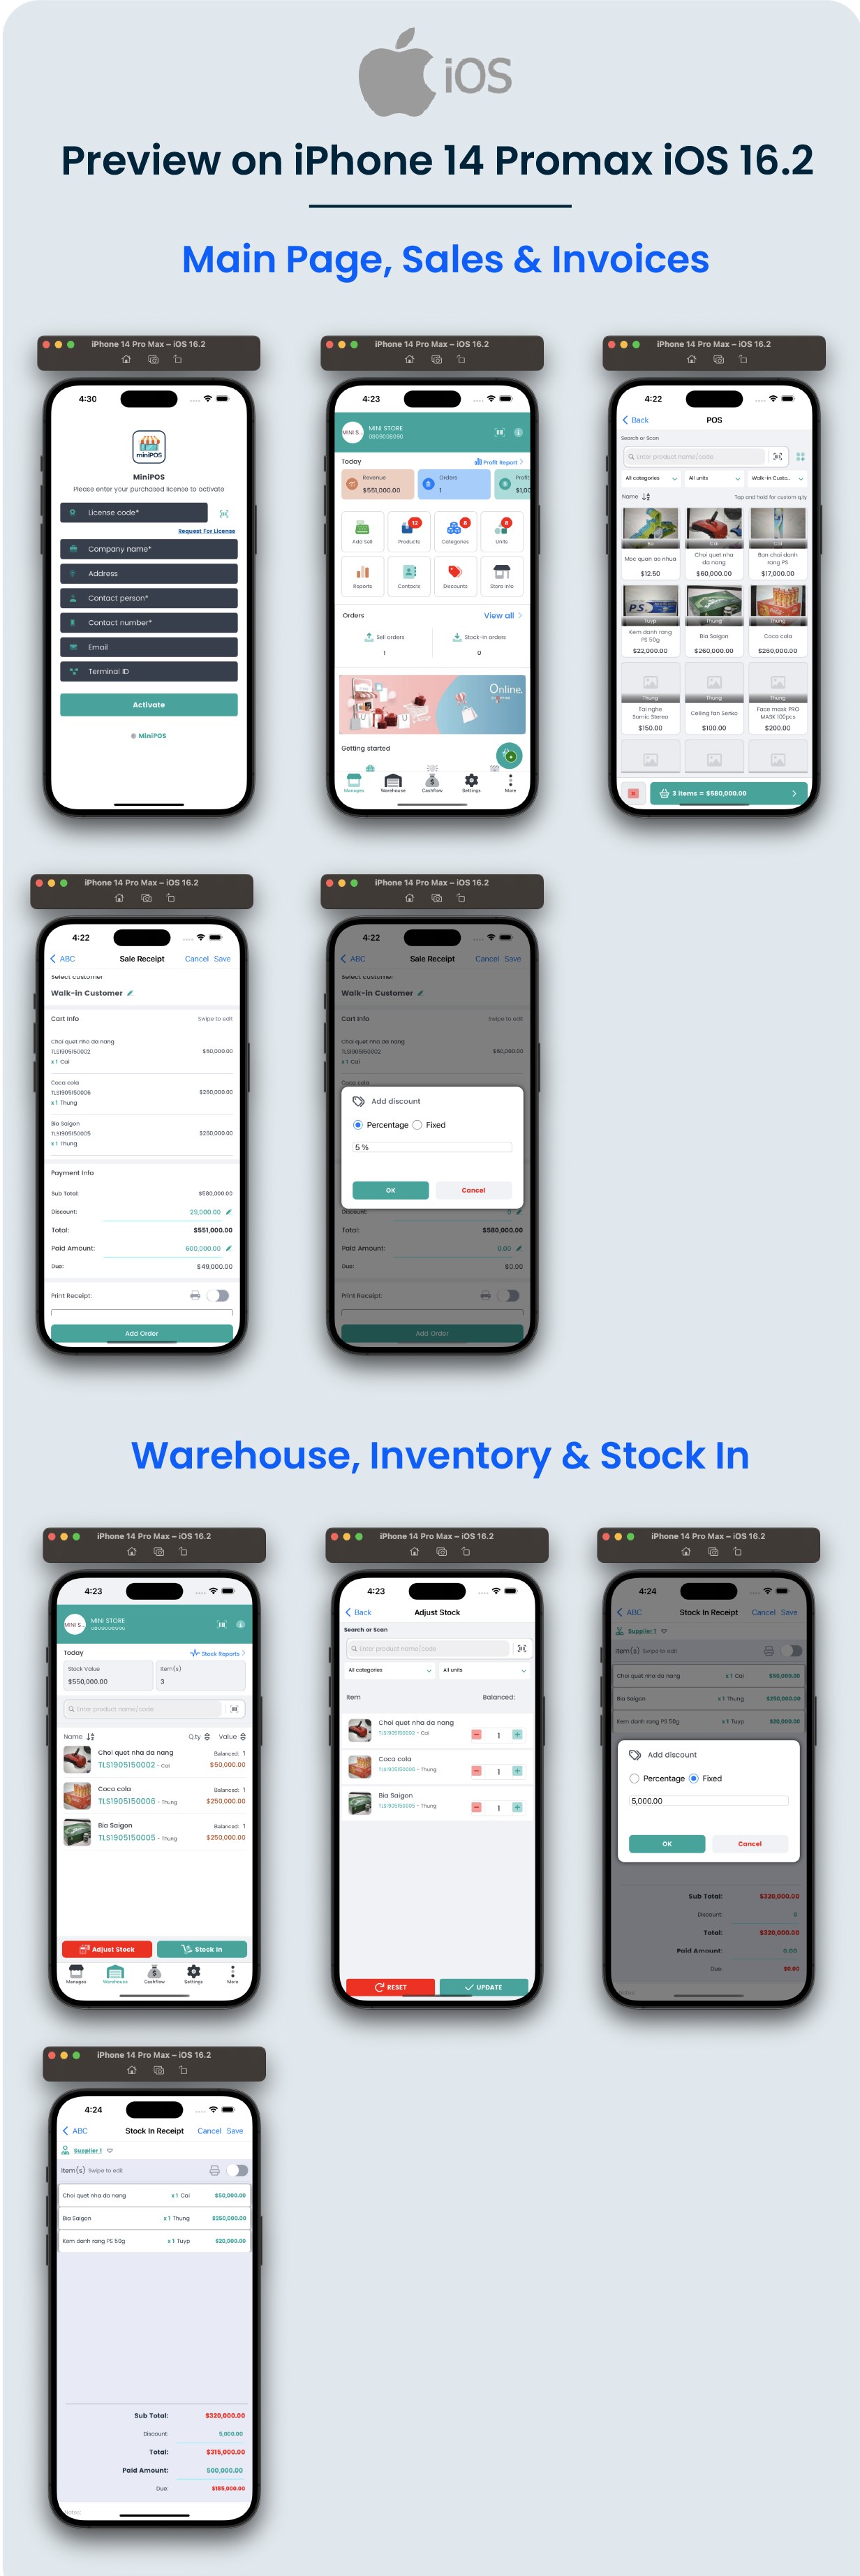 iOS
Preview on iPhone 14 Promax iOS 16.2
Main Page, Sales & Invoices
iPhone 14 Pro Max – iOS 16.2
4:30
miniPOS
MiniPOS
Please enter your purchased license to activate
License code*
Request For License
Company name*
Address
Contact person*
Contact number*
Email
Terminal ID
Activate
MiniPOS
iPhone 14 Pro Max – iOS 16.2
4:23
MINI S...
MINI STORE
Today
Profit Report
Revenue
$551,000.00
Orders
1
Profit
$1,00
Add Sell
12
Products
8
Categories
8
Units
Reports
Contacts
Discounts
Store info
Orders
View all
Sell orders
1
Stock-in orders
0
Online
Getting started
Manages
Warehouse
Cashflow
Settings
More
iPhone 14 Pro Max – iOS 16.2
4:22
Back
POS
Search or Scan
Enter product name/code
All categories
All units
Walk-in Custo...
Name
Tap and hold for custom q.ty
Moc quan ao nhua
$12.50
Cai
Choi quet nha da nang
$60,000.00
Cai
Ban chai danh rang PS
$17,000.00
Tuyp
Kem danh rang PS 50g
$22,000.00
Thung
Bia Saigon
$260,000.00
Thung
Coca cola
$260,000.00
Thung
Tai nghe Somic Stereo
$150.00
Thung
Ceiling fan Senko
$100.00
Thung
Face mask PRO MASK 100pcs
$200.00
3 items = $580,000.00
iPhone 14 Pro Max – iOS 16.2
4:22
ABC
Sale Receipt
Cancel Save
Select customer
Walk-in Customer
Cart Info
Swipe to edit
Choi quet nha da nang
TLS1905150002
$60,000.00
x 1 Cai
Coca cola
TLS1905150006
$260,000.00
x 1 Thung
Bia Saigon
TLS1905150005
$260,000.00
x 1 Thung
Payment Info
Sub Total:
$580,000.00
Discount:
29,000.00
Total:
$551,000.00
Paid Amount:
600,000.00
Due:
$49,000.00
Print Receipt:
Add Order
iPhone 14 Pro Max – iOS 16.2
4:22
ABC
Sale Receipt
Cancel Save
Select customer
Walk-in Customer
Cart Info
Swipe to edit
Choi quet nha da nang
TLS1905150002
$60,000.00
x 1 Cai
Coca cola
Add discount
Percentage
Fixed
5 %
OK
Cancel
Discount:
0
Total:
$580,000.00
Paid Amount:
0.00
Due:
$0.00
Print Receipt:
Add Order
Warehouse, Inventory & Stock In
iPhone 14 Pro Max – iOS 16.2
4:23
MINI S...
MINI STORE
Today
Stock Reports
Stock Value
$550,000.00
Item(s)
3
Enter product name/code
Name
Q.ty
Value
Choi quet nha da nang
Balanced: 1
TLS1905150002 - Cai
$50,000.00
Coca cola
Balanced: 1
TLS1905150006 - Thung
$250,000.00
Bia Saigon
Balanced: 1
TLS1905150005 - Thung
$250,000.00
Adjust Stock
Stock In
Manages
Warehouse
Cashflow
Settings
More
iPhone 14 Pro Max – iOS 16.2
4:23
Back
Adjust Stock
Search or Scan
Enter product name/code
All categories
All units
Item
Balanced:
Choi quet nha da nang
TLS1905150002 - Cai
1
Coca cola
TLS1905150006 - Thung
1
Bia Saigon
TLS1905150005 - Thung
1
RESET
UPDATE
iPhone 14 Pro Max – iOS 16.2
4:24
ABC
Stock In Receipt
Cancel Save
Supplier 1
Item(s) Swipe to edit
Choi quet nha da nang
x 1 Cai
$50,000.00
Bia Saigon
x 1 Thung
$250,000.00
Kem danh rang PS 50g
x 1 Tuyp
$20,000.00
Add discount
Percentage
Fixed
5,000.00
OK
Cancel
Sub Total:
$320,000.00
Discount:
0
Total:
$320,000.00
Paid Amount:
0.00
Due:
$0.00
iPhone 14 Pro Max – iOS 16.2
4:24
ABC
Stock In Receipt
Cancel Save
Supplier 1
Item(s) Swipe to edit
Choi quet nha da nang
x 1 Cai
$50,000.00
Bia Saigon
x 1 Thung
$250,000.00
Kem danh rang PS 50g
x 1 Tuyp
$20,000.00
Sub Total:
$320,000.00
Discount:
5,000.00
Total:
$315,000.00
Paid Amount:
500,000.00
Due:
$185,000.00
Notes: